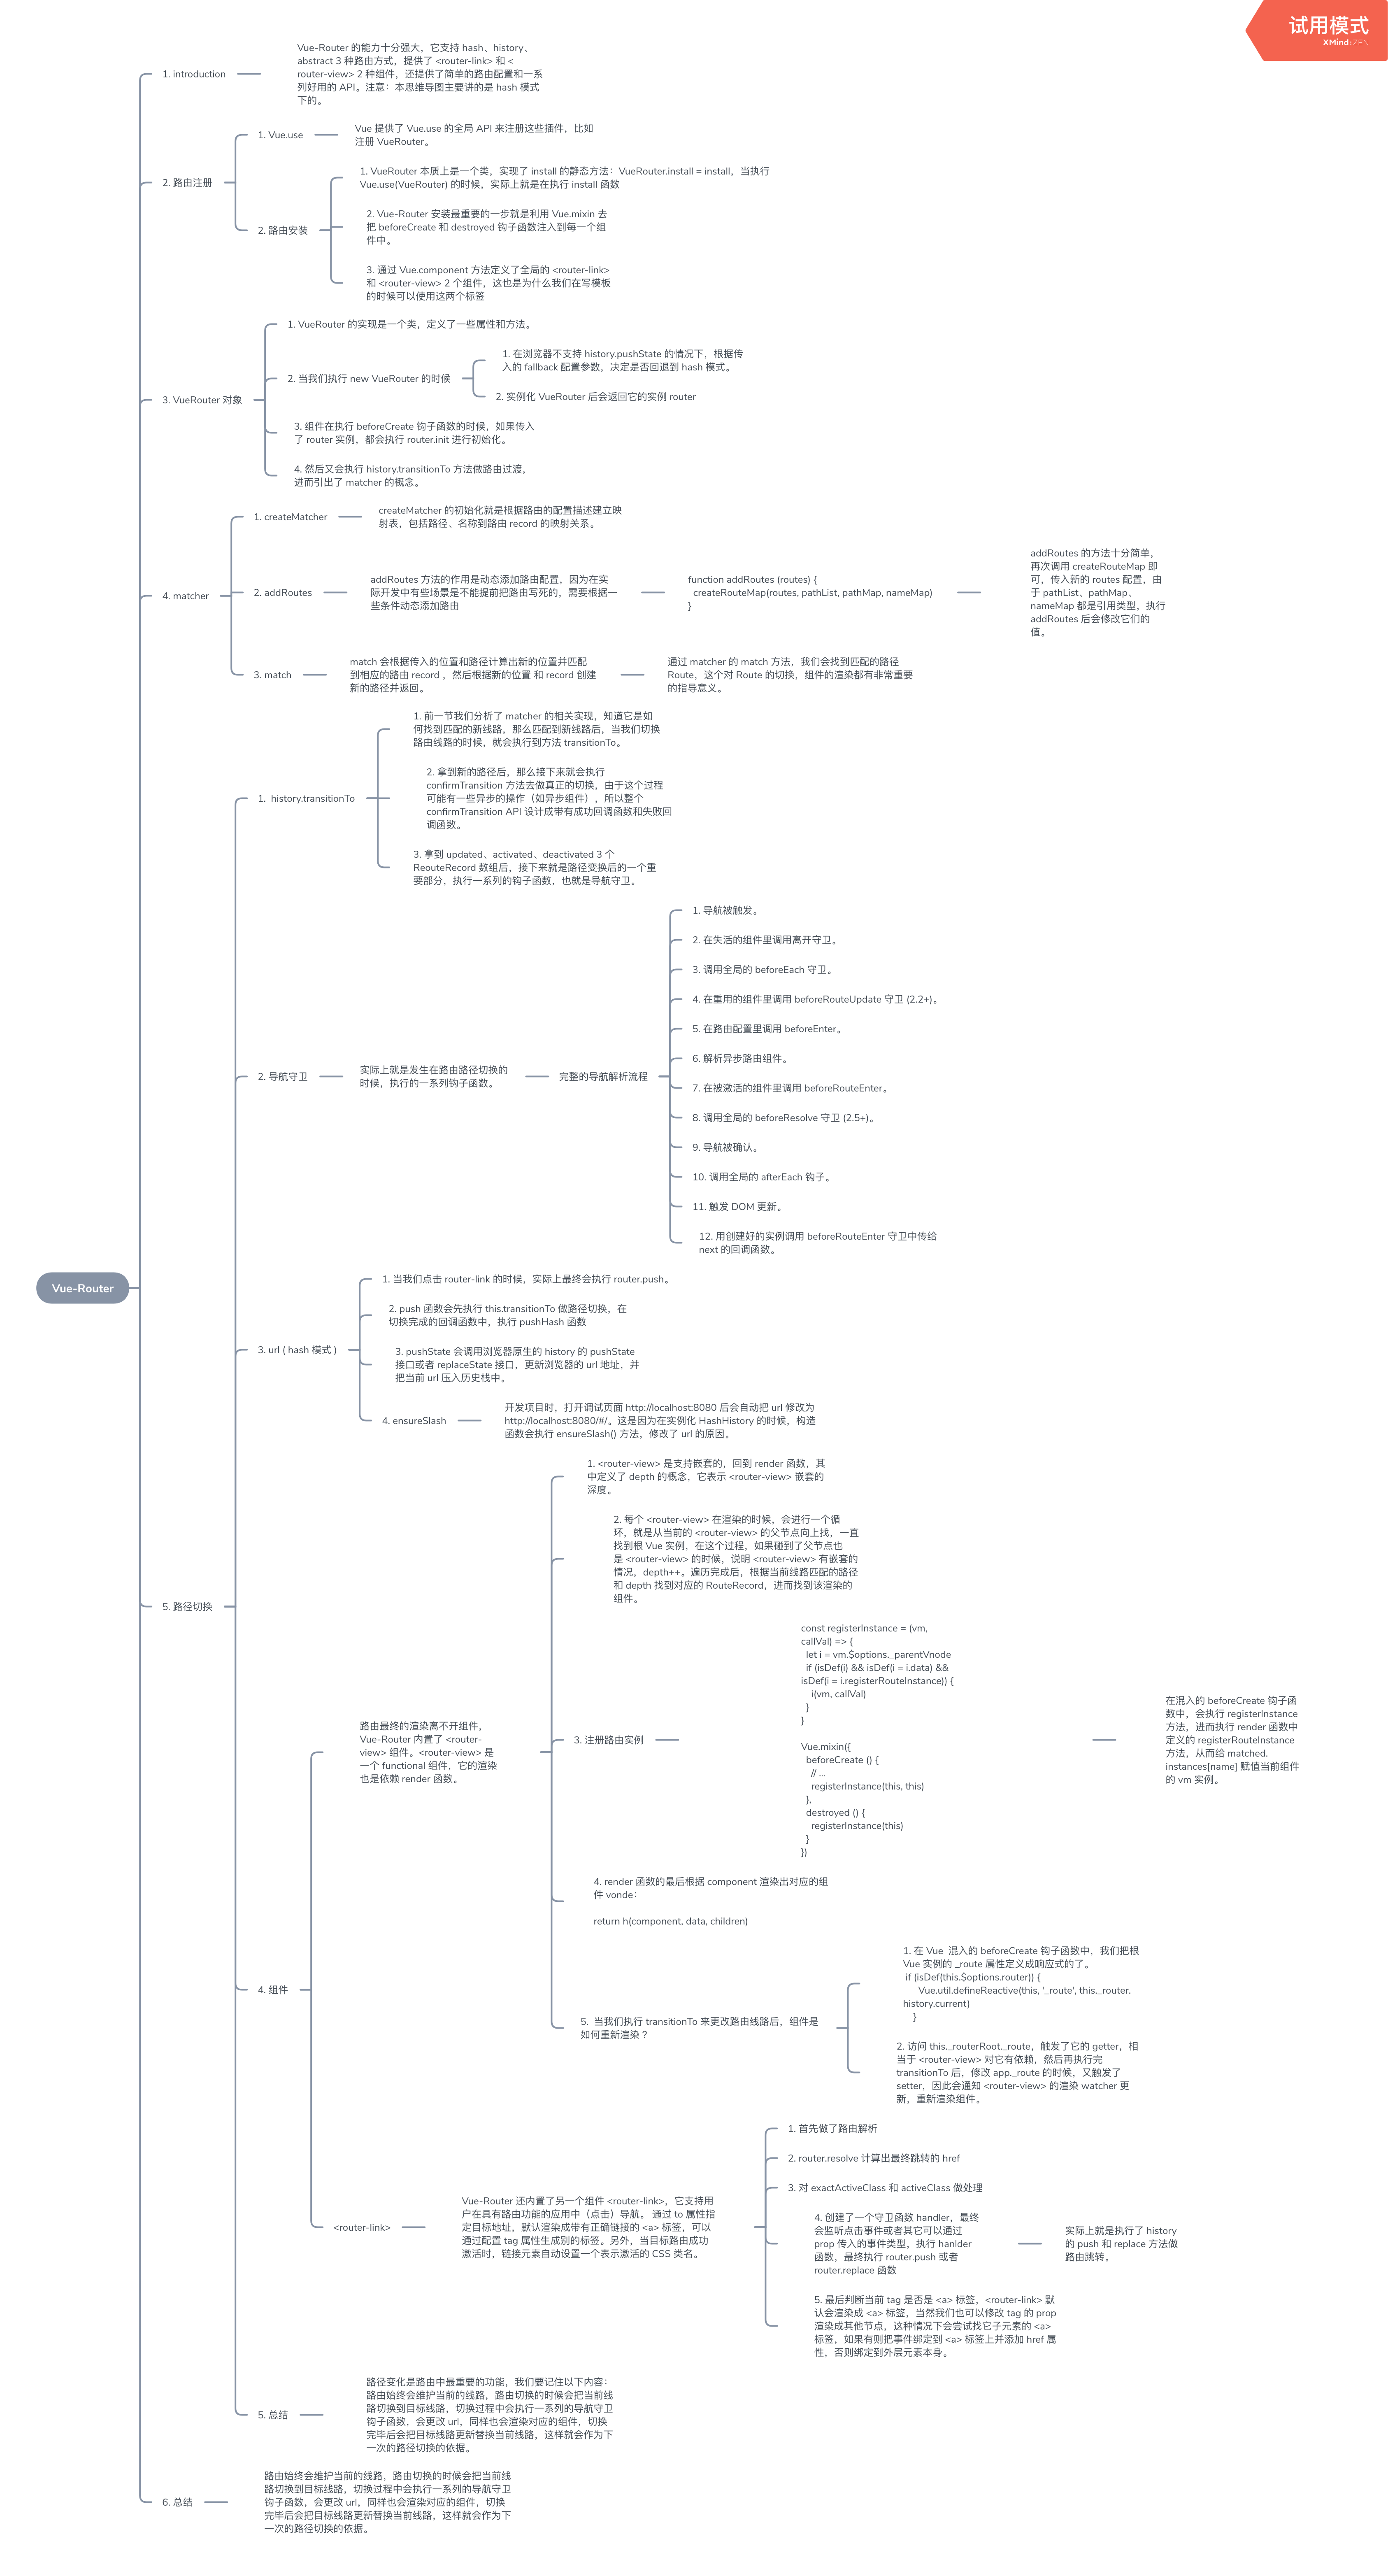 试用模式
XMind:ZEN
Vue-Router
1. introduction
Vue-Router 的能力十分强大，它支持 hash、history、
abstract 3 种路由方式，提供了 <router-link> 和 <
router-view> 2 种组件，还提供了简单的路由配置和一系
列好用的 API。注意：本思维导图主要讲的是 hash 模式
下的。
2. 路由注册
1. Vue.use
Vue 提供了 Vue.use 的全局 API 来注册这些插件，比如
注册 VueRouter。
2. 路由安装
1. VueRouter 本质上是一个类，实现了 install 的静态方法：VueRouter.install = install，当执行
Vue.use(VueRouter) 的时候，实际上就是在执行 install 函数
2. Vue-Router 安装最重要的一步就是利用 Vue.mixin 去
把 beforeCreate 和 destroyed 钩子函数注入到每一个组
件中。
3. 通过 Vue.component 方法定义了全局的 <router-link>
和 <router-view> 2 个组件，这也是为什么我们在写模板
的时候可以使用这两个标签
3. VueRouter 对象
1. VueRouter 的实现是一个类，定义了一些属性和方法。
2. 当我们执行 new VueRouter 的时候
1. 在浏览器不支持 history.pushState 的情况下，根据传
入的 fallback 配置参数，决定是否回退到 hash 模式。
2. 实例化 VueRouter 后会返回它的实例 router
3. 组件在执行 beforeCreate 钩子函数的时候，如果传入
了 router 实例，都会执行 router.init 进行初始化。
4. 然后又会执行 history.transitionTo 方法做路由过渡，
进而引出了 matcher 的概念。
4. matcher
1. createMatcher
createMatcher 的初始化就是根据路由的配置描述建立映
射表，包括路径、名称到路由 record 的映射关系。
2. addRoutes
addRoutes 方法的作用是动态添加路由配置，因为在实
际开发中有些场景是不能提前把路由写死的，需要根据一
些条件动态添加路由
function addRoutes (routes) {
createRouteMap(routes, pathList, pathMap, nameMap)
}
addRoutes 的方法十分简单，
再次调用 createRouteMap 即
可，传入新的 routes 配置，由
于 pathList、pathMap、
nameMap 都是引用类型，执行
addRoutes 后会修改它们的
值。
3. match
match 会根据传入的位置和路径计算出新的位置并匹配
到相应的路由 record ，然后根据新的位置 和 record 创建
新的路径并返回。
通过 matcher 的 match 方法，我们会找到匹配的路径
Route，这个对 Route 的切换，组件的渲染都有非常重要
的指导意义。
5. 路径切换
1. history.transitionTo
1. 前一节我们分析了 matcher 的相关实现，知道它是如
何找到匹配的新线路，那么匹配到新线路后，当我们切换
路由线路的时候，就会执行到方法 transitionTo。
2. 拿到新的路径后，那么接下来就会执行
confirmTransition 方法去做真正的切换，由于这个过程
可能有一些异步的操作（如异步组件），所以整个
confirmTransition API 设计成带有成功回调函数和失败回
调函数。
3. 拿到 updated、activated、deactivated 3 个
ReouteRecord 数组后，接下来就是路径变换后的一个重
要部分，执行一系列的钩子函数，也就是导航守卫。
2. 导航守卫
实际上就是发生在路由路径切换的
时候，执行的一系列钩子函数。
完整的导航解析流程
1. 导航被触发。
2. 在失活的组件里调用离开守卫。
3. 调用全局的 beforeEach 守卫。
4. 在重用的组件里调用 beforeRouteUpdate 守卫 (2.2+)。
5. 在路由配置里调用 beforeEnter。
6. 解析异步路由组件。
7. 在被激活的组件里调用 beforeRouteEnter。
8. 调用全局的 beforeResolve 守卫 (2.5+)。
9. 导航被确认。
10. 调用全局的 afterEach 钩子。
11. 触发 DOM 更新。
12. 用创建好的实例调用 beforeRouteEnter 守卫中传给
next 的回调函数。
3. url ( hash 模式 )
1. 当我们点击 router-link 的时候，实际上最终会执行 router.push。
2. push 函数会先执行 this.transitionTo 做路径切换，在
切换完成的回调函数中，执行 pushHash 函数
3. pushState 会调用浏览器原生的 history 的 pushState
接口或者 replaceState 接口，更新浏览器的 url 地址，并
把当前 url 压入历史栈中。
4. ensureSlash
开发项目时，打开调试页面 http://localhost:8080 后会自动把 url 修改为
http://localhost:8080/#/。这是因为在实例化 HashHistory 的时候，构造
函数会执行 ensureSlash() 方法，修改了 url 的原因。
4. 组件
路由最终的渲染离不开组件，
Vue-Router 内置了 <router-
view> 组件。<router-view> 是
一个 functional 组件，它的渲染
也是依赖 render 函数。
1. <router-view> 是支持嵌套的，回到 render 函数，其
中定义了 depth 的概念，它表示 <router-view> 嵌套的
深度。
2. 每个 <router-view> 在渲染的时候，会进行一个循
环，就是从当前的 <router-view> 的父节点向上找，一直
找到根 Vue 实例，在这个过程，如果碰到了父节点也
是 <router-view> 的时候，说明 <router-view> 有嵌套的
情况，depth++。遍历完成后，根据当前线路匹配的路径
和 depth 找到对应的 RouteRecord，进而找到该渲染的
组件。
3. 注册路由实例
const registerInstance = (vm,
callVal) => {
let i = vm.$options._parentVnode
if (isDef(i) && isDef(i = i.data) &&
isDef(i = i.registerRouteInstance)) {
i(vm, callVal)
}
}
Vue.mixin({
beforeCreate () {
// ...
registerInstance(this, this)
},
destroyed () {
registerInstance(this)
}
})
在混入的 beforeCreate 钩子函
数中，会执行 registerInstance
方法，进而执行 render 函数中
定义的 registerRouteInstance
方法，从而给 matched.
instances[name] 赋值当前组件
的 vm 实例。
4. render 函数的最后根据 component 渲染出对应的组
件 vonde：
return h(component, data, children)
5. 当我们执行 transitionTo 来更改路由线路后，组件是
如何重新渲染？
1. 在 Vue 混入的 beforeCreate 钩子函数中，我们把根
Vue 实例的 _route 属性定义成响应式的了。
if (isDef(this.$options.router)) {
Vue.util.defineReactive(this, '_route', this._router.
history.current)
}
2. 访问 this._routerRoot._route，触发了它的 getter，相
当于 <router-view> 对它有依赖，然后再执行完
transitionTo 后，修改 app._route 的时候，又触发了
setter，因此会通知 <router-view> 的渲染 watcher 更
新，重新渲染组件。
<router-link>
Vue-Router 还内置了另一个组件 <router-link>，它支持用
户在具有路由功能的应用中（点击）导航。 通过 to 属性指
定目标地址，默认渲染成带有正确链接的 <a> 标签，可以
通过配置 tag 属性生成别的标签。另外，当目标路由成功
激活时，链接元素自动设置一个表示激活的 CSS 类名。
1. 首先做了路由解析
2. router.resolve 计算出最终跳转的 href
3. 对 exactActiveClass 和 activeClass 做处理
4. 创建了一个守卫函数 handler，最终
会监听点击事件或者其它可以通过
prop 传入的事件类型，执行 hanlder
函数，最终执行 router.push 或者
router.replace 函数
实际上就是执行了 history
的 push 和 replace 方法做
路由跳转。
5. 最后判断当前 tag 是否是 <a> 标签，<router-link> 默
认会渲染成 <a> 标签，当然我们也可以修改 tag 的 prop
渲染成其他节点，这种情况下会尝试找它子元素的 <a>
标签，如果有则把事件绑定到 <a> 标签上并添加 href 属
性，否则绑定到外层元素本身。
5. 总结
路径变化是路由中最重要的功能，我们要记住以下内容：
路由始终会维护当前的线路，路由切换的时候会把当前线
路切换到目标线路，切换过程中会执行一系列的导航守卫
钩子函数，会更改 url，同样也会渲染对应的组件，切换
完毕后会把目标线路更新替换当前线路，这样就会作为下
一次的路径切换的依据。
6. 总结
路由始终会维护当前的线路，路由切换的时候会把当前线
路切换到目标线路，切换过程中会执行一系列的导航守卫
钩子函数，会更改 url，同样也会渲染对应的组件，切换
完毕后会把目标线路更新替换当前线路，这样就会作为下
一次的路径切换的依据。